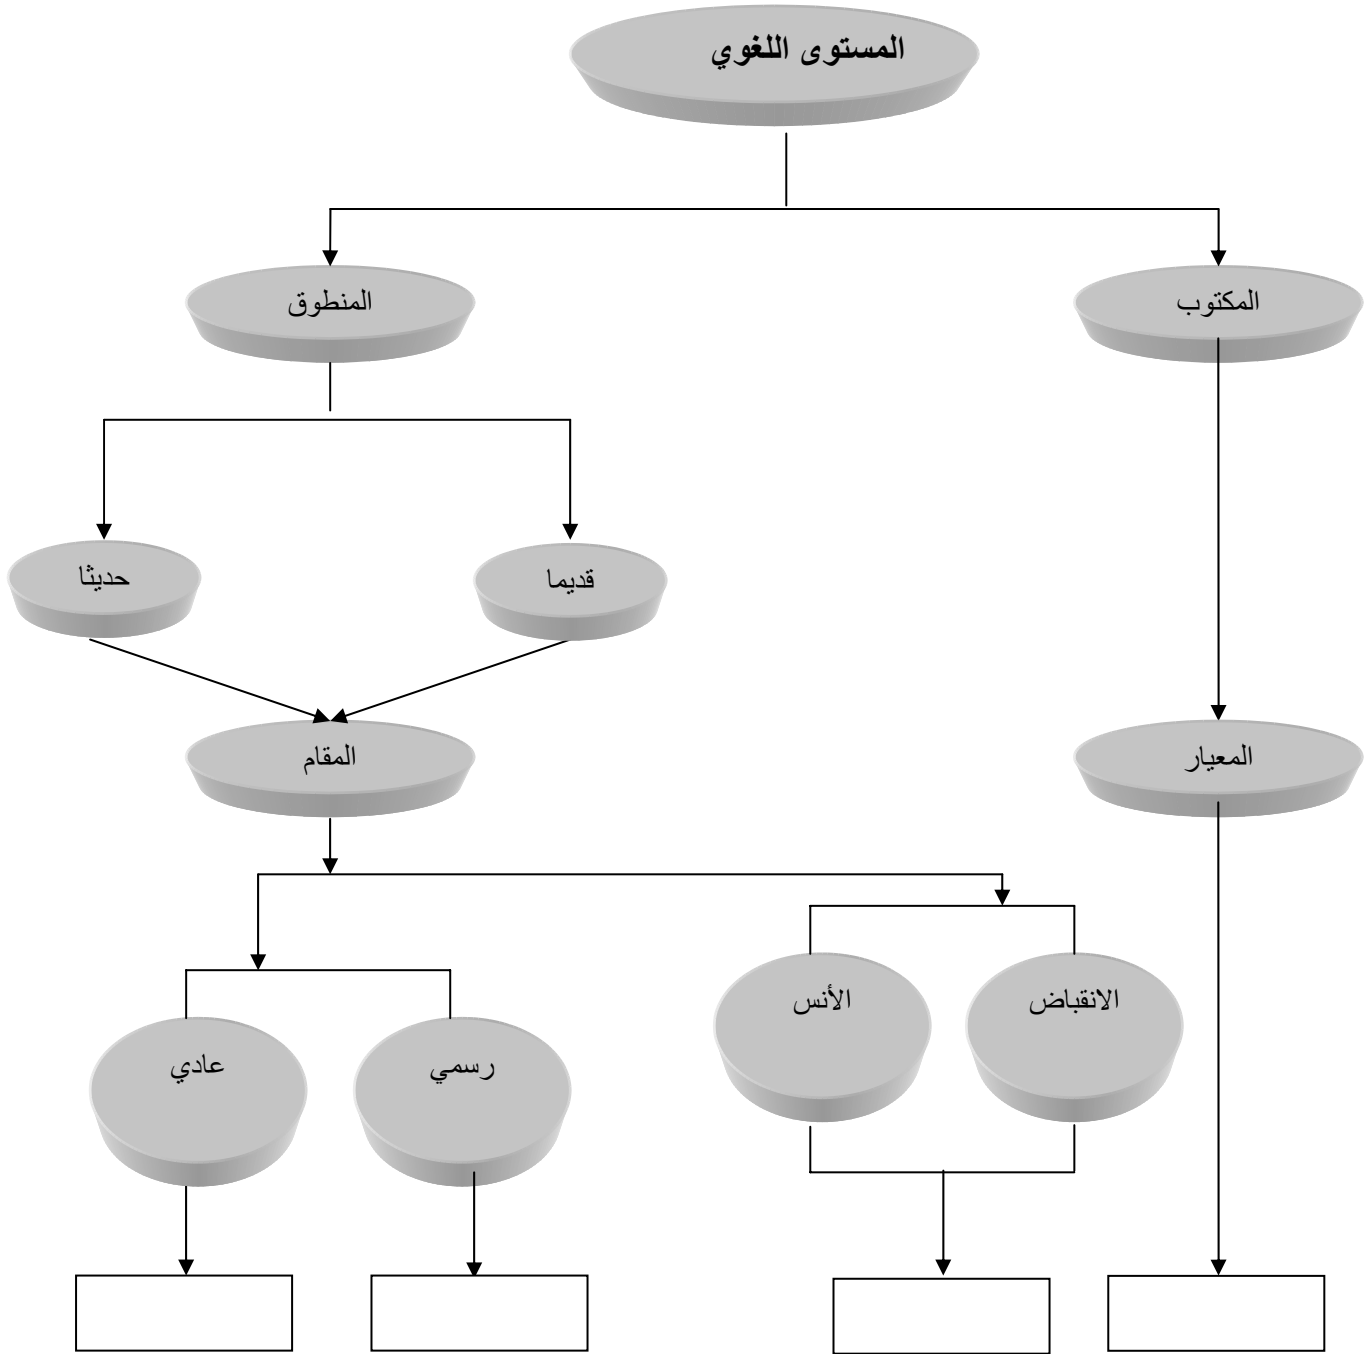 المستوى اللغوي
المكتوب
المنطوق
قديما
حديثا
المعيار
المقام
الانقباض
الأنس
رسمي
عادي